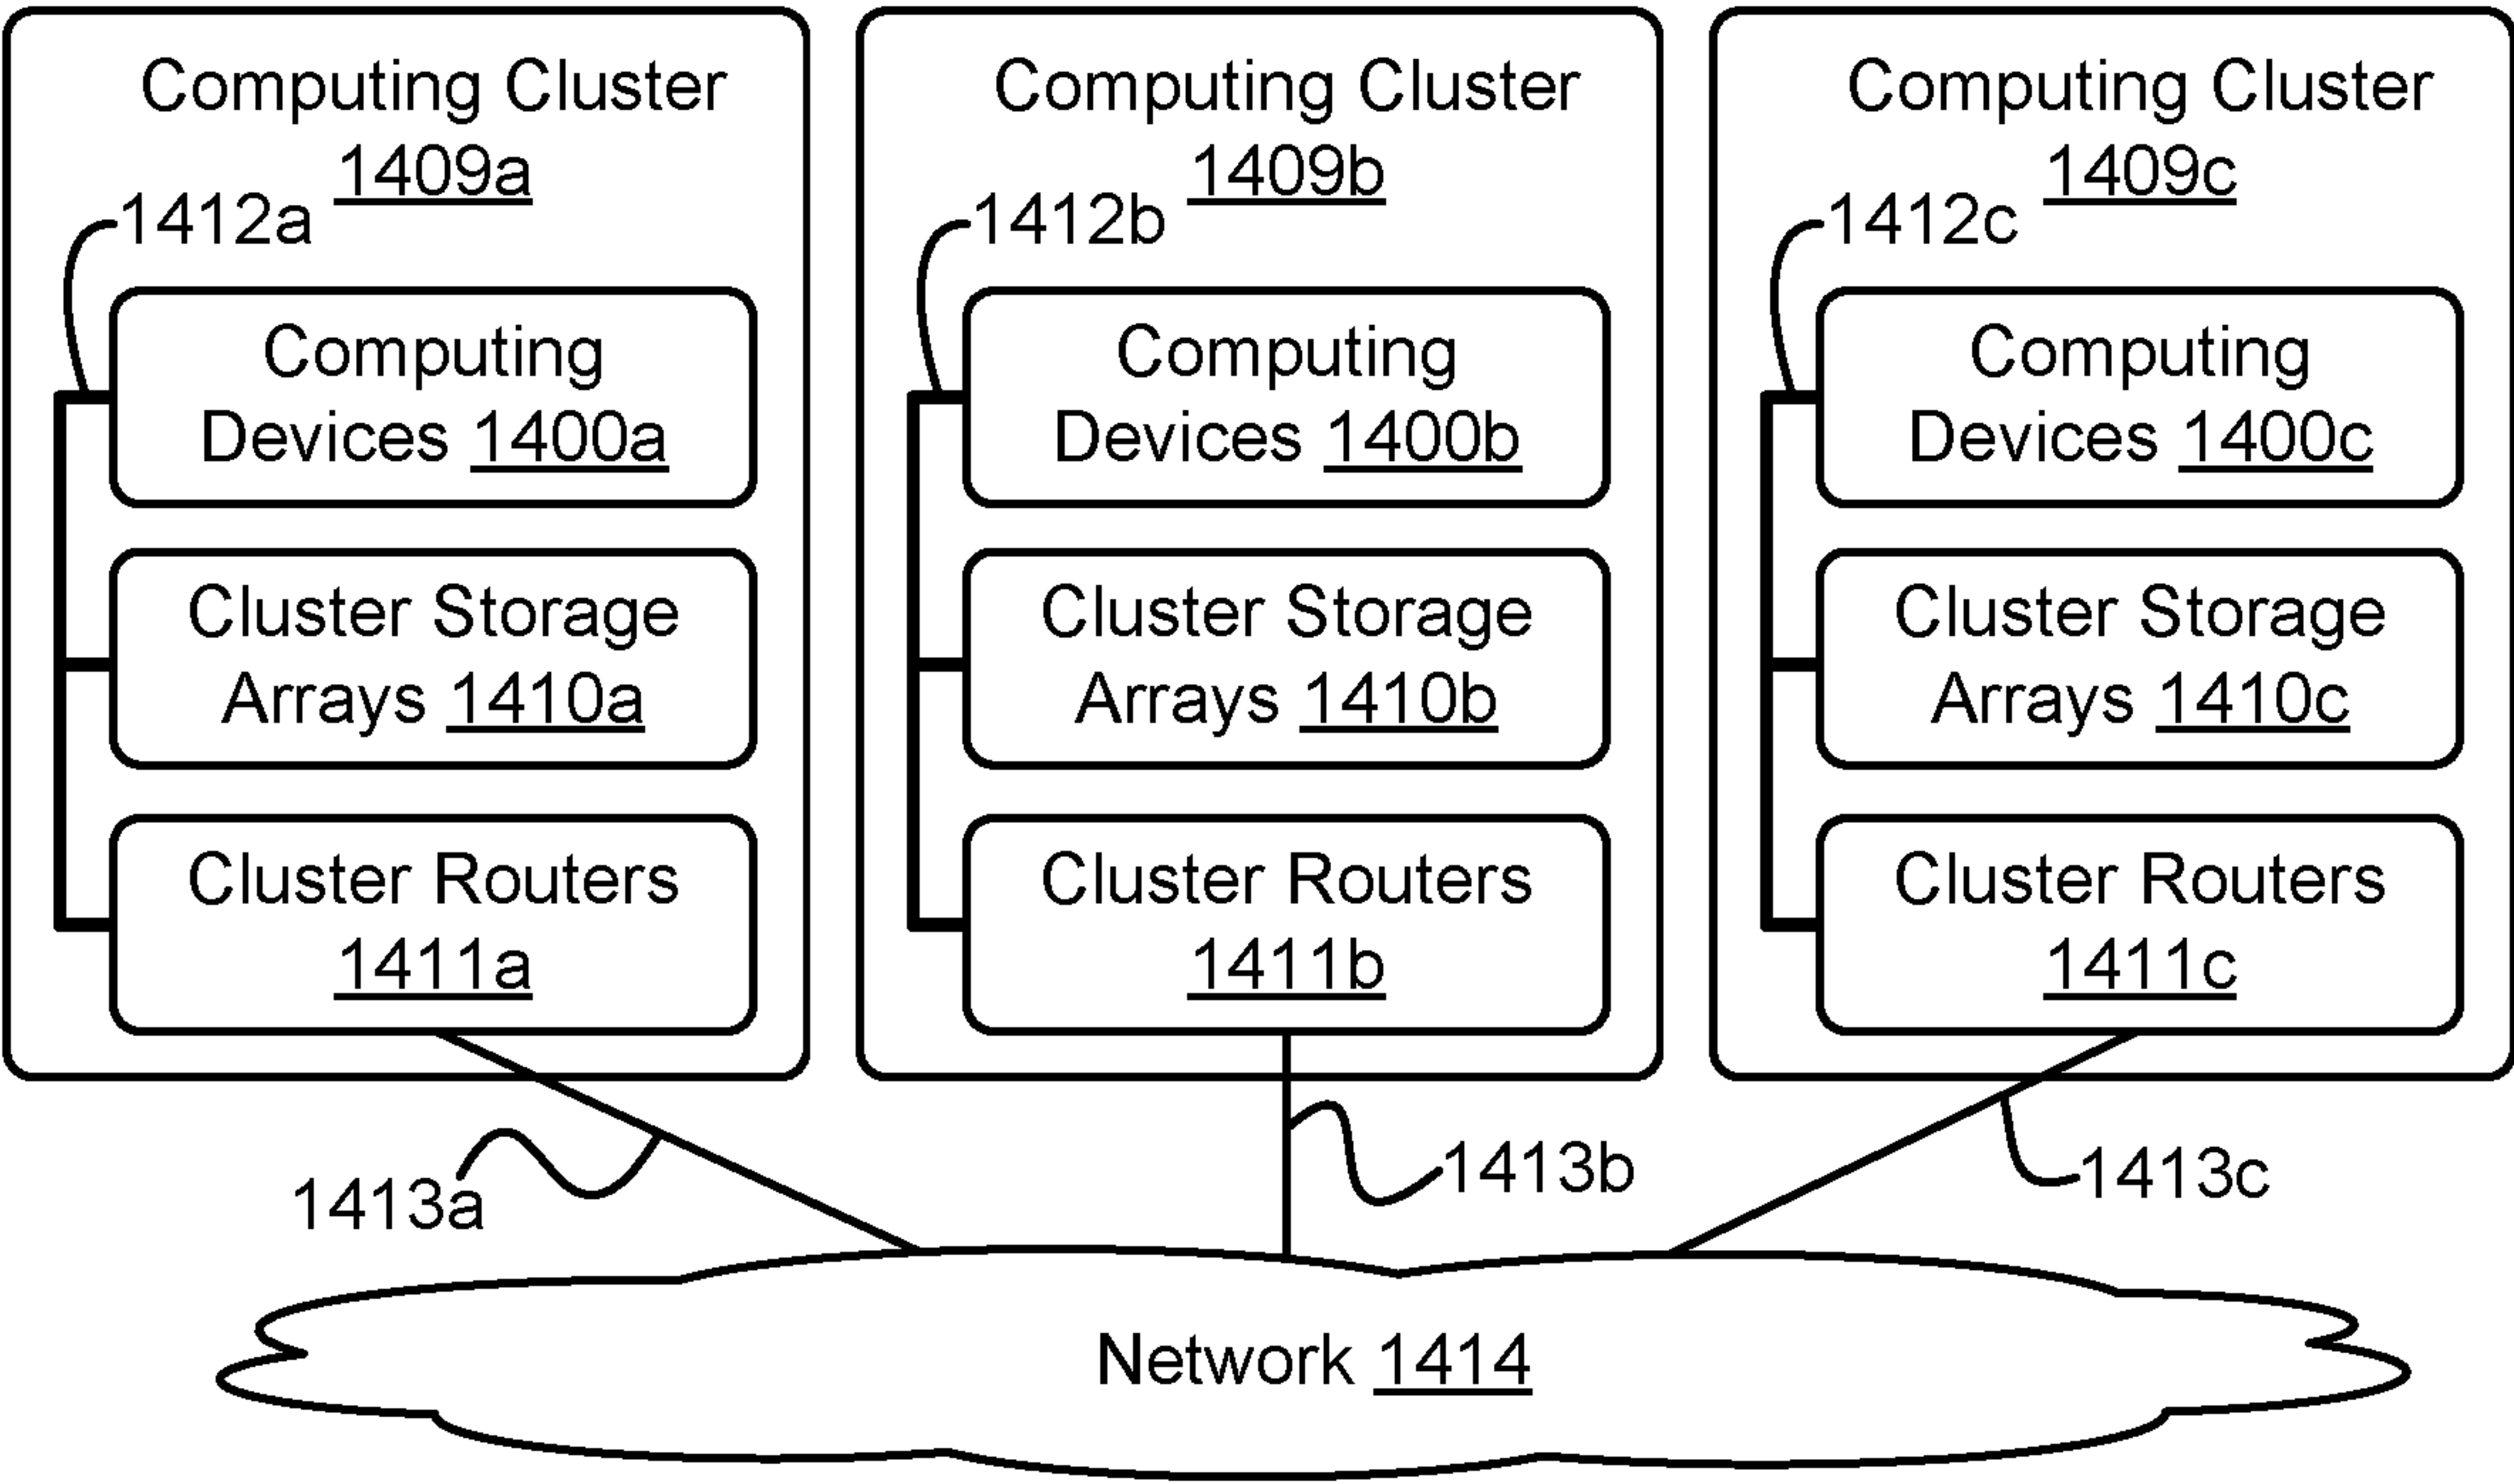 Computing Cluster
1409a
1412a
Computing
Devices 1400a
Cluster Storage
Arrays 1410a
Cluster Routers
1411a
Computing Cluster
1409b
1412b
Computing
Devices 1400b
Cluster Storage
Arrays 1410b
Cluster Routers
1411b
Computing Cluster
1409c
1412c
Computing
Devices 1400c
Cluster Storage
Arrays 1410c
Cluster Routers
1411c
1413a
1413b
1413c
Network 1414